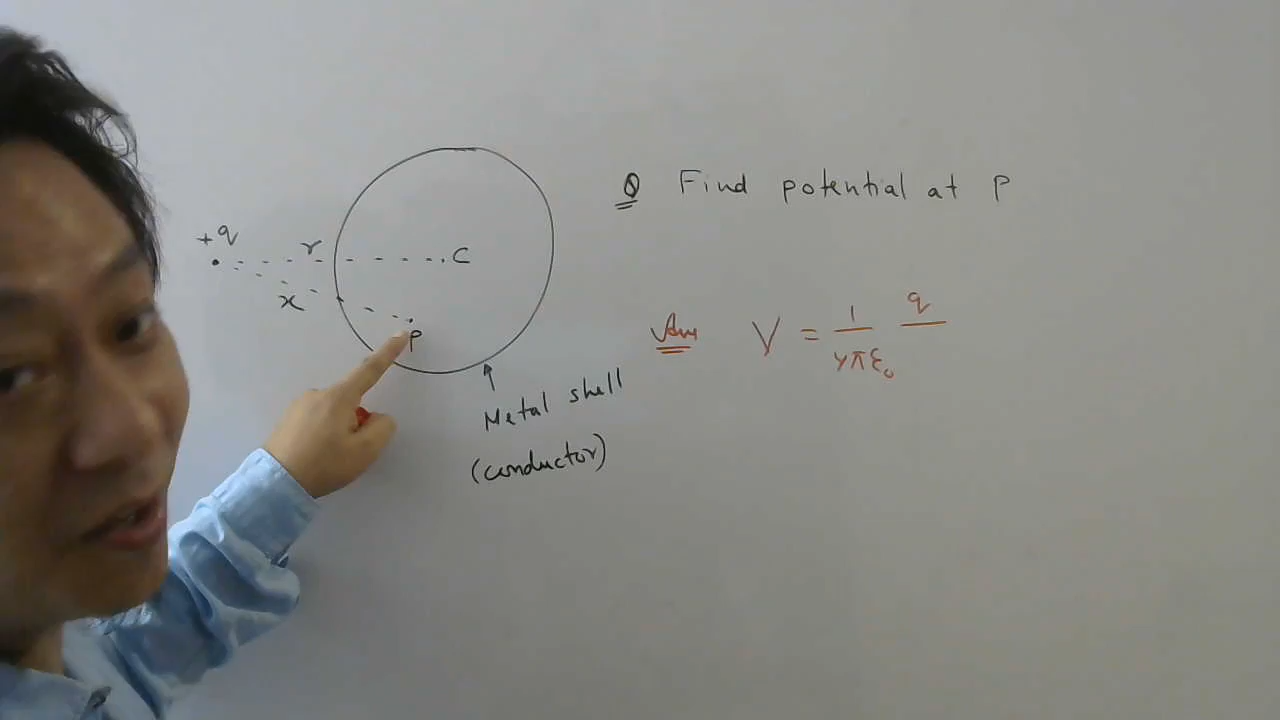 +q
r
C
x
P
Metal shell
(conductor)
Q Find potential at P
Ans V = 1/4πε₀ q